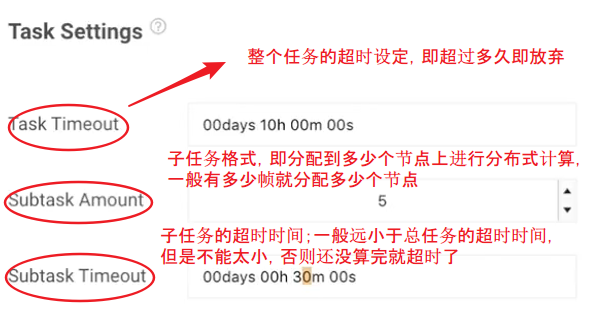 Task Settings ?
整个任务的超时设定, 即超过多久即放弃
Task Timeout
00days 10h 00m 00s
子任务格式, 即分配到多少个节点上进行分布式计算,
一般有多少帧就分配多少个节点
Subtask Amount
5
子任务的超时时间;一般远小于总任务的超时时间,
但是不能太小, 否则还没算完就超时了
Subtask Timeout
00days 00h 30m 00s